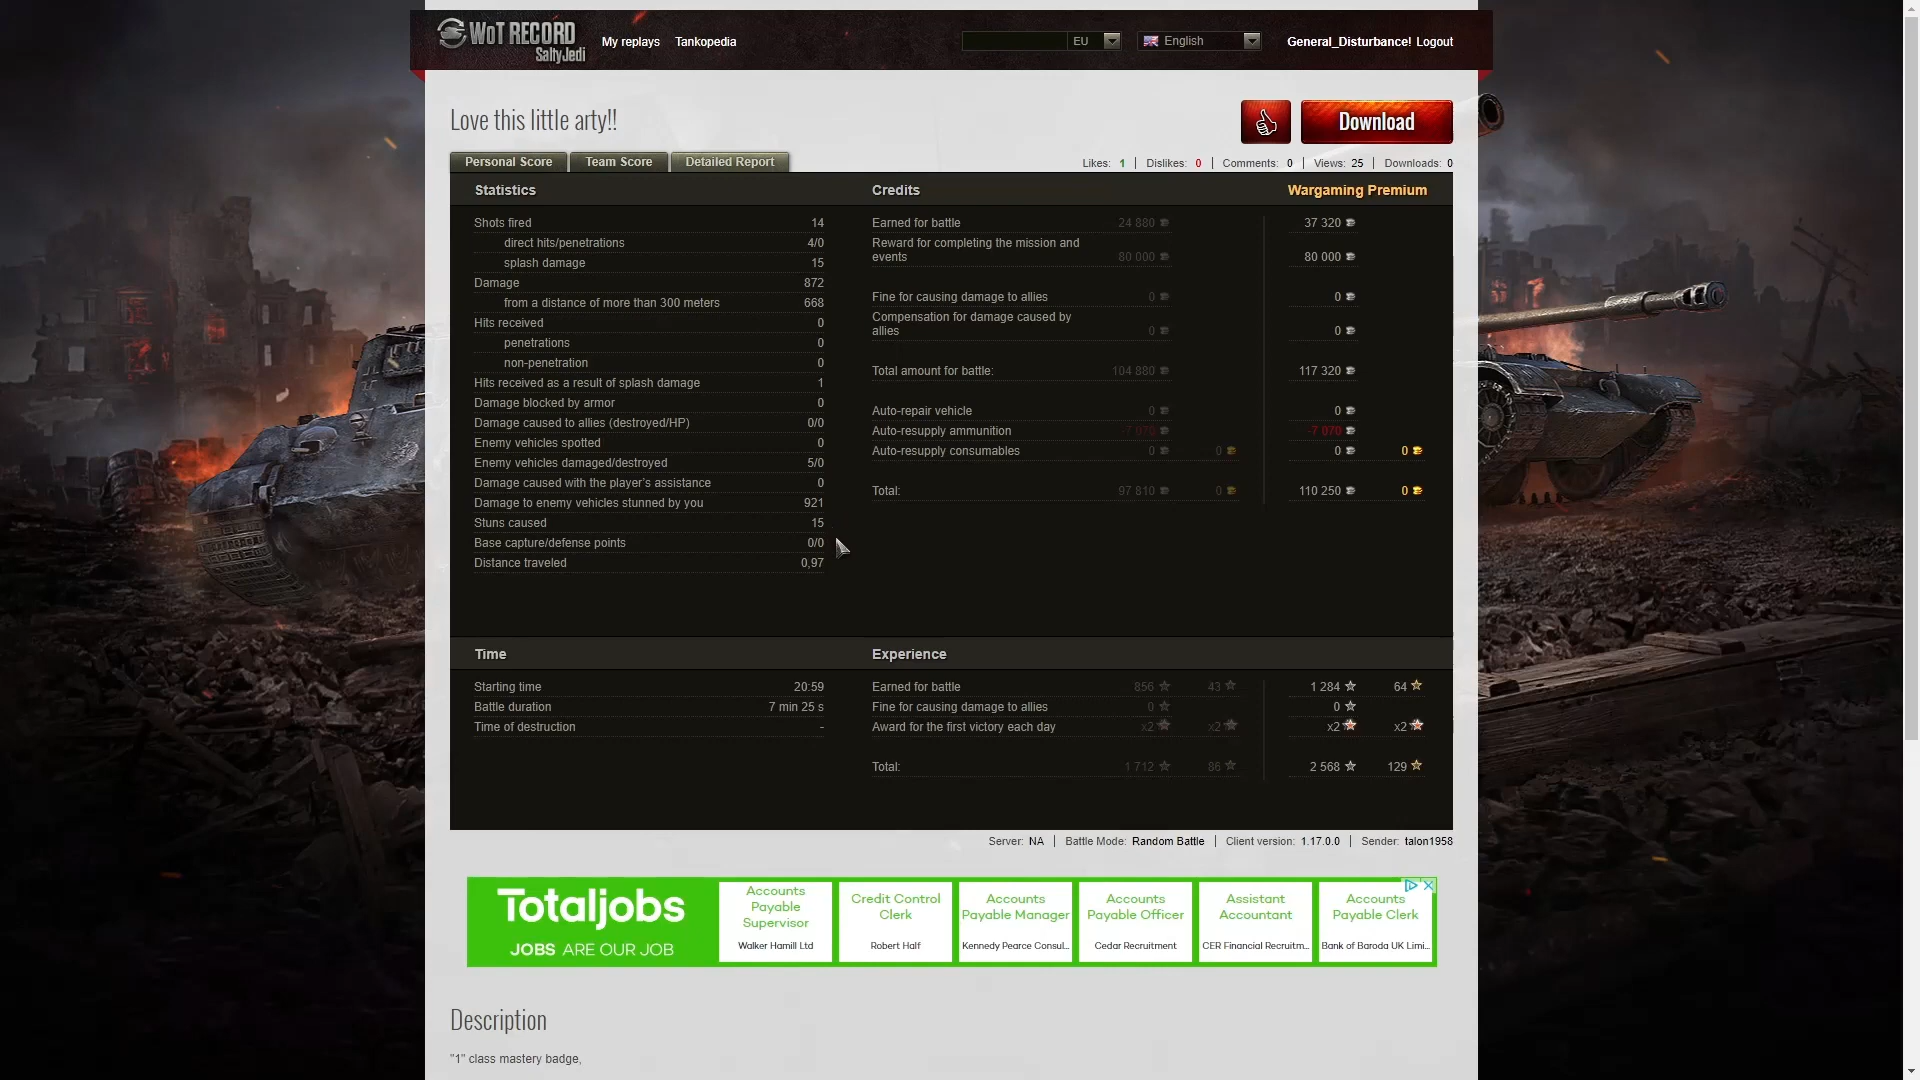 WoT RECORD
SaltyJedi
My replays
Tankopedia
EU
English
General_Disturbance! Logout
Love this little arty!!
Download
Personal Score
Team Score
Detailed Report
Likes: 1 | Dislikes: 0 | Comments: 0 | Views: 25 | Downloads: 0
Statistics
Shots fired 14
direct hits/penetrations 4/0
splash damage 15
Damage 872
from a distance of more than 300 meters 668
Hits received 0
penetrations 0
non-penetration 0
Hits received as a result of splash damage 1
Damage blocked by armor 0
Damage caused to allies (destroyed/HP) 0/0
Enemy vehicles spotted 0
Enemy vehicles damaged/destroyed 5/0
Damage caused with the player's assistance 0
Damage to enemy vehicles stunned by you 921
Stuns caused 15
Base capture/defense points 0/0
Distance traveled 0,97
Credits Wargaming Premium
Earned for battle 24 880 37 320
Reward for completing the mission and
events 80 000 80 000
Fine for causing damage to allies 0 0
Compensation for damage caused by
allies 0 0
Total amount for battle: 104 880 117 320
Auto-repair vehicle 0 0
Auto-resupply ammunition -7 070 -7 070
Auto-resupply consumables 0 0 0 0
Total: 97 810 0 110 250 0
Time
Starting time 20:59
Battle duration 7 min 25 s
Time of destruction -
Experience
Earned for battle 856 43 1 284 64
Fine for causing damage to allies 0 0
Award for the first victory each day x2 x2 x2 x2
Total: 1 712 86 2 568 129
Server: NA | Battle Mode: Random Battle | Client version: 1.17.0.0 | Sender: talon1958
Totaljobs
JOBS ARE OUR JOB
Accounts
Payable
Supervisor
Walker Hamill Ltd
Credit Control
Clerk
Robert Half
Accounts
Payable Manager
Kennedy Pearce Consul...
Accounts
Payable Officer
Cedar Recruitment
Assistant
Accountant
CER Financial Recruitm...
Accounts
Payable Clerk
Bank of Baroda UK Limi...
Description
"1" class mastery badge,